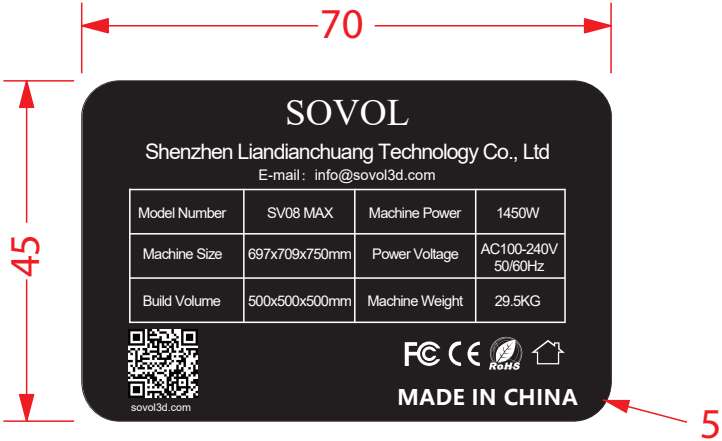 70
45
SOVOL
Shenzhen Liandianchuang Technology Co., Ltd
E-mail: info@sovol3d.com
Model Number SV08 MAX Machine Power 1450W
Machine Size 697x709x750mm Power Voltage AC100-240V 50/60Hz
Build Volume 500x500x500mm Machine Weight 29.5KG
FC CE RoHS
sovol3d.com
MADE IN CHINA
5